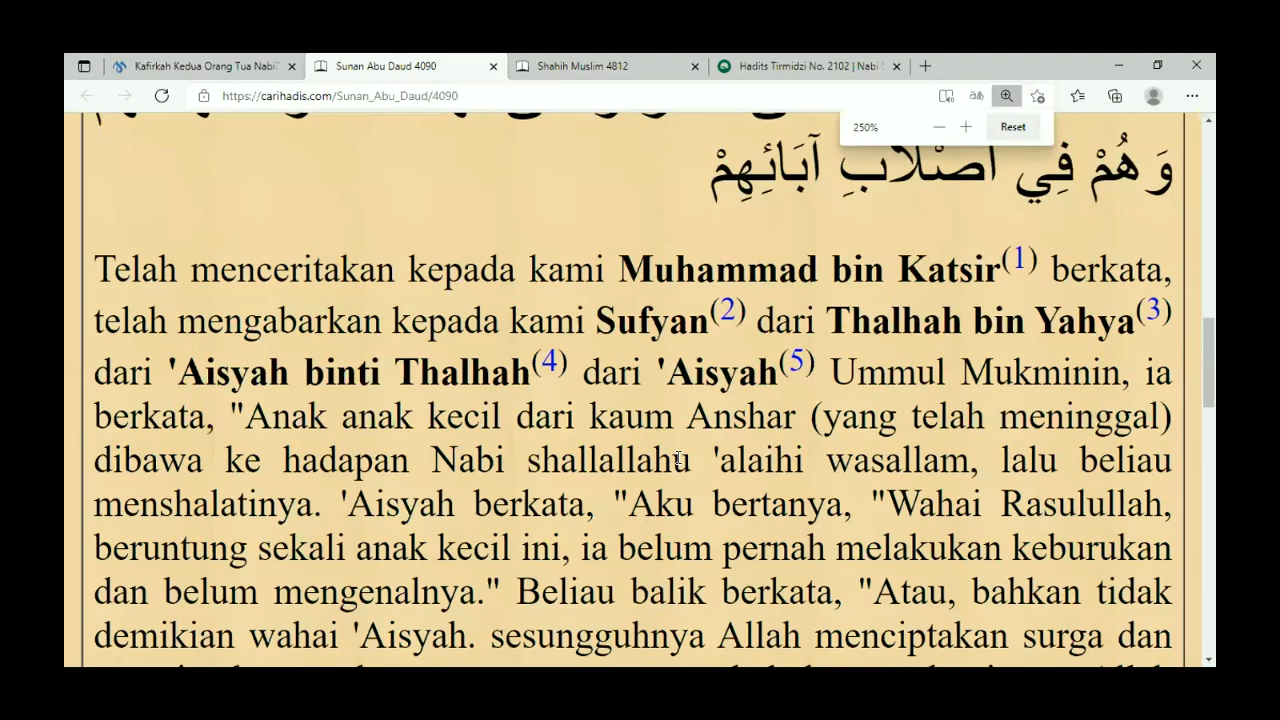 Kafirkah Kedua Orang Tua Nabi
Sunan Abu Daud 4090
Shahih Muslim 4812
Hadits Tirmidzi No. 2102 | Nabi
https://carihadis.com/Sunan_Abu_Daud/4090
250%
Reset
وَهُمْ فِي أَصْلَابِ آبَائِهِمْ
Telah menceritakan kepada kami Muhammad bin Katsir(1) berkata,
telah mengabarkan kepada kami Sufyan(2) dari Thalhah bin Yahya(3)
dari 'Aisyah binti Thalhah(4) dari 'Aisyah(5) Ummul Mukminin, ia
berkata, "Anak anak kecil dari kaum Anshar (yang telah meninggal)
dibawa ke hadapan Nabi shallallahu 'alaihi wasallam, lalu beliau
menshalatinya. 'Aisyah berkata, "Aku bertanya, "Wahai Rasulullah,
beruntung sekali anak kecil ini, ia belum pernah melakukan keburukan
dan belum mengenalnya." Beliau balik berkata, "Atau, bahkan tidak
demikian wahai 'Aisyah. sesungguhnya Allah menciptakan surga dan